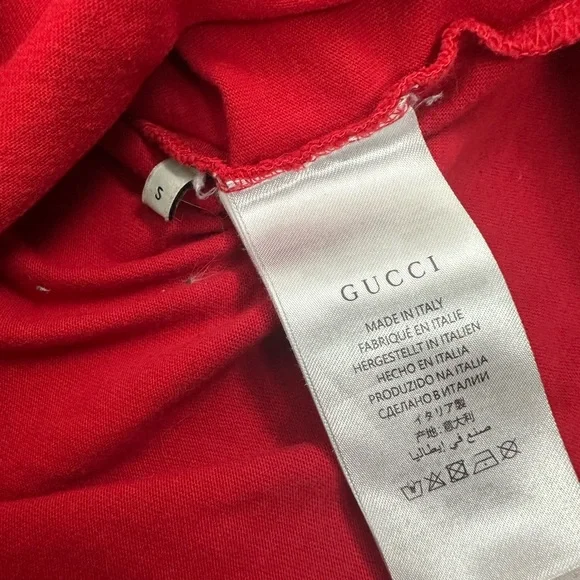 S
GUCCI
MADE IN ITALY
FABRIQUÉ EN ITALIE
HERGESTELLT IN ITALIEN
HECHO EN ITALIA
PRODUZIDO NA ITALIA
СДЕЛАНО В ИТАЛИИ
イタリア製
产地:意大利
صنع في إيطاليا